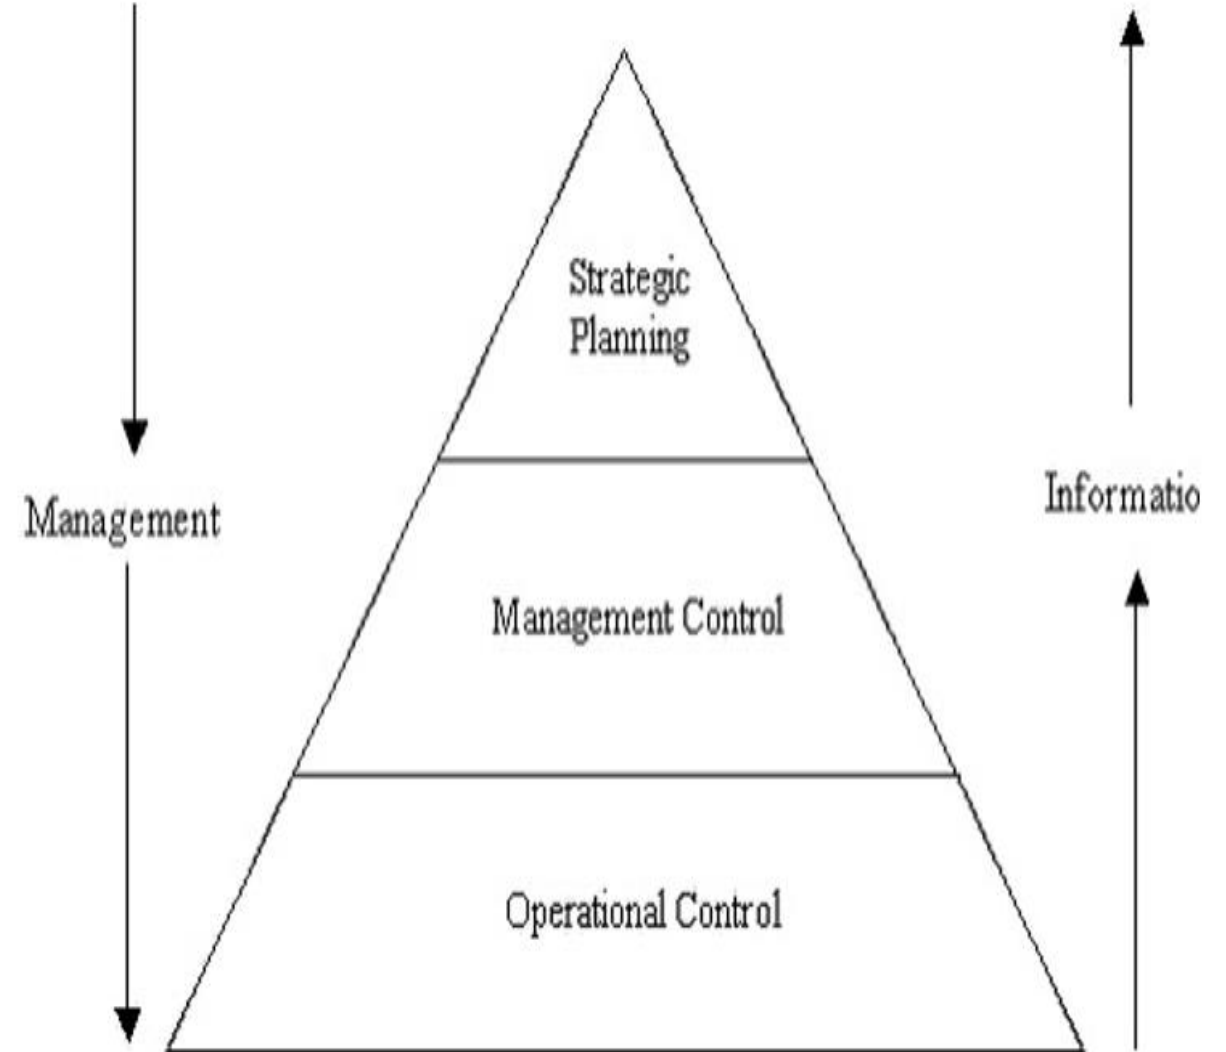 Strategic
Planning
Management
Informatio
Management Control
Operational Control